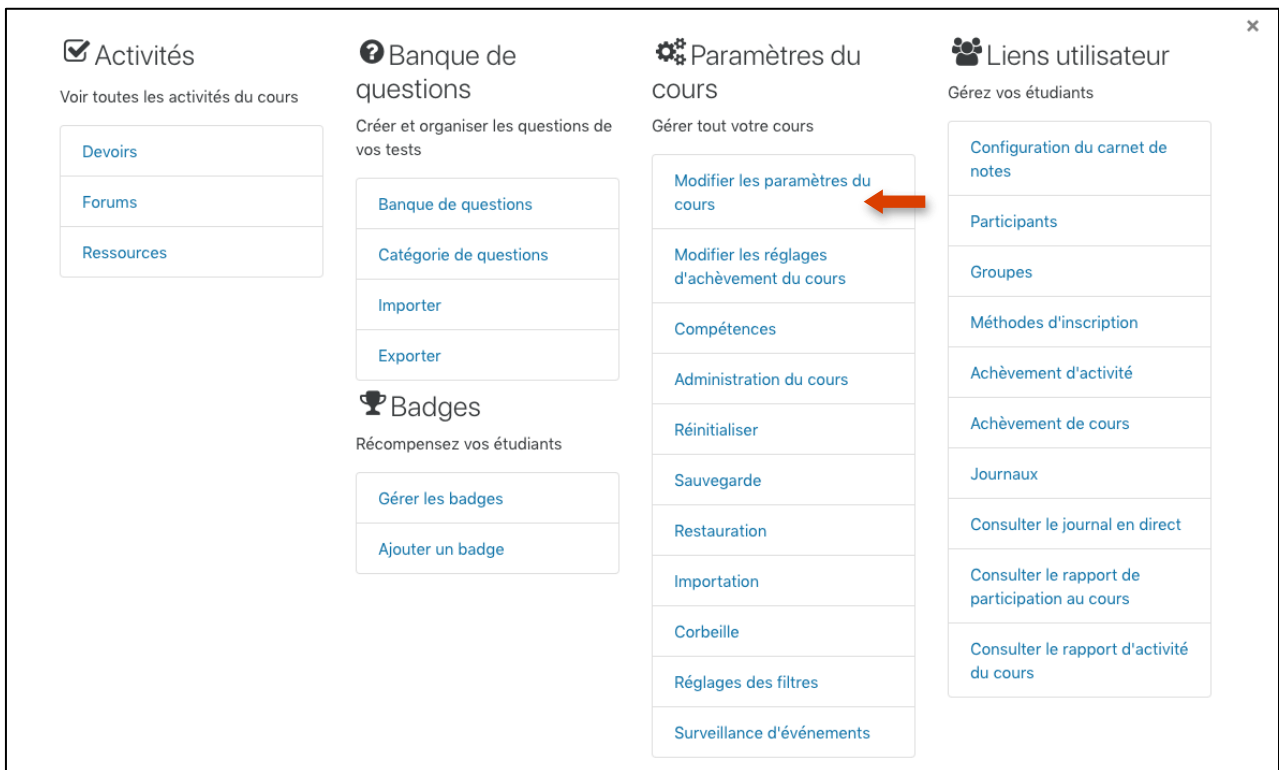 ×
Activités
Voir toutes les activités du cours
Devoirs
Forums
Ressources
Banque de
questions
Créer et organiser les questions de
vos tests
Banque de questions
Catégorie de questions
Importer
Exporter
Badges
Récompensez vos étudiants
Gérer les badges
Ajouter un badge
Paramètres du
cours
Gérer tout votre cours
Modifier les paramètres du
cours
Modifier les réglages
d'achèvement du cours
Compétences
Administration du cours
Réinitialiser
Sauvegarde
Restauration
Importation
Corbeille
Réglages des filtres
Surveillance d'événements
Liens utilisateur
Gérez vos étudiants
Configuration du carnet de
notes
Participants
Groupes
Méthodes d'inscription
Achèvement d'activité
Achèvement de cours
Journaux
Consulter le journal en direct
Consulter le rapport de
participation au cours
Consulter le rapport d'activité
du cours